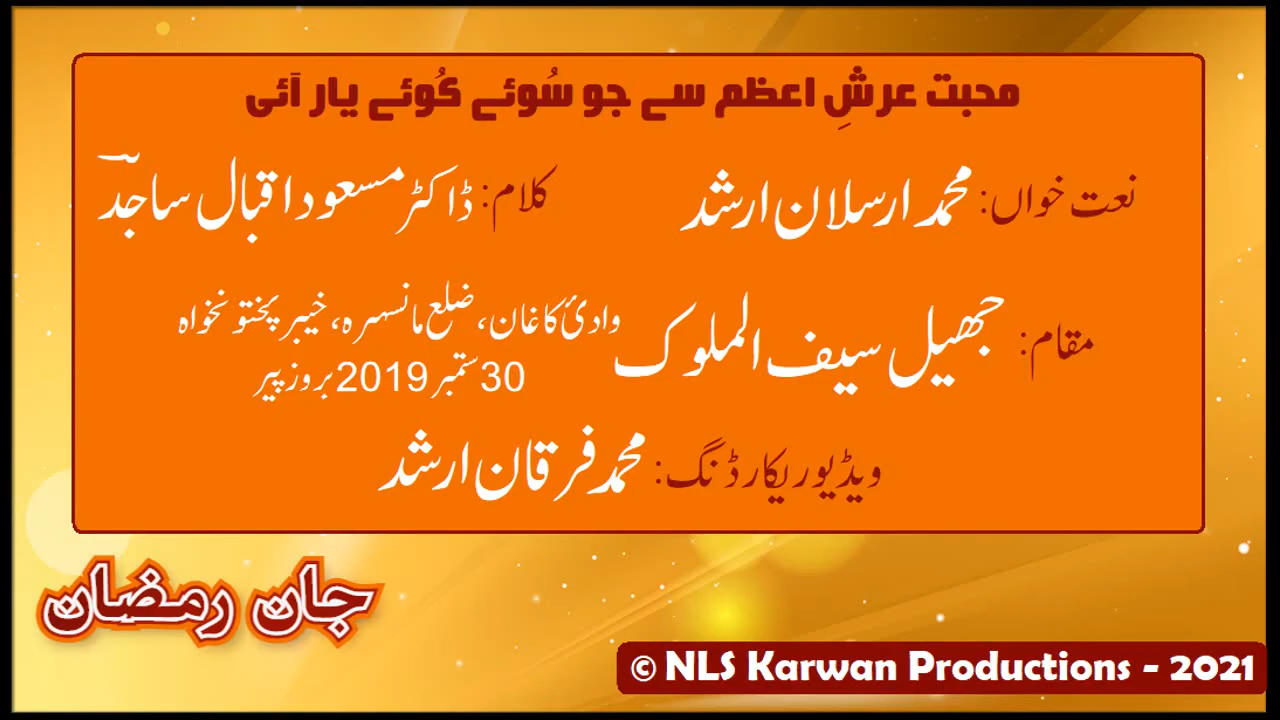 محبت عرشِ اعظم سے جو سُوئے کُوئے یار آئی
نعت خواں: محمد ارسلان ارشد
کلام: ڈاکٹر مسعود اقبال ساجدؔ
مقام: جھیل سیف الملوک وادئ کاغان، ضلع مانسہرہ، خیبر پختونخواہ
30 ستمبر 2019 بروز پیر
ویڈیو ریکارڈنگ: محمد فرقان ارشد
جان رمضان
© NLS Karwan Productions - 2021